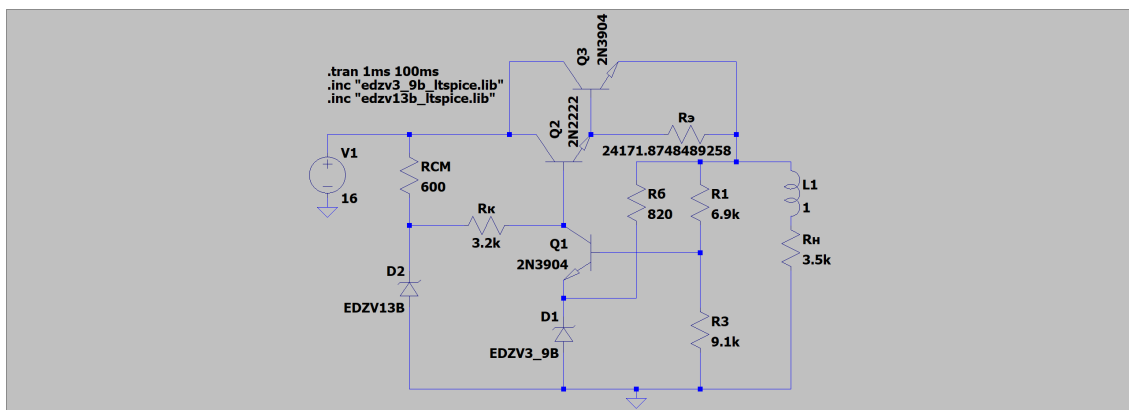 .tran 1ms 100ms
.inc "edzv3_9b_ltspice.lib"
.inc "edzv13b_ltspice.lib"
Q3
2N3904
Q2
2N2222
Rэ
24171.8748489258
V1
16
RCM
600
Rк
3.2k
Q1
2N3904
Rб
820
R1
6.9k
L1
1
Rн
3.5k
D2
EDZV13B
D1
EDZV3_9B
R3
9.1k